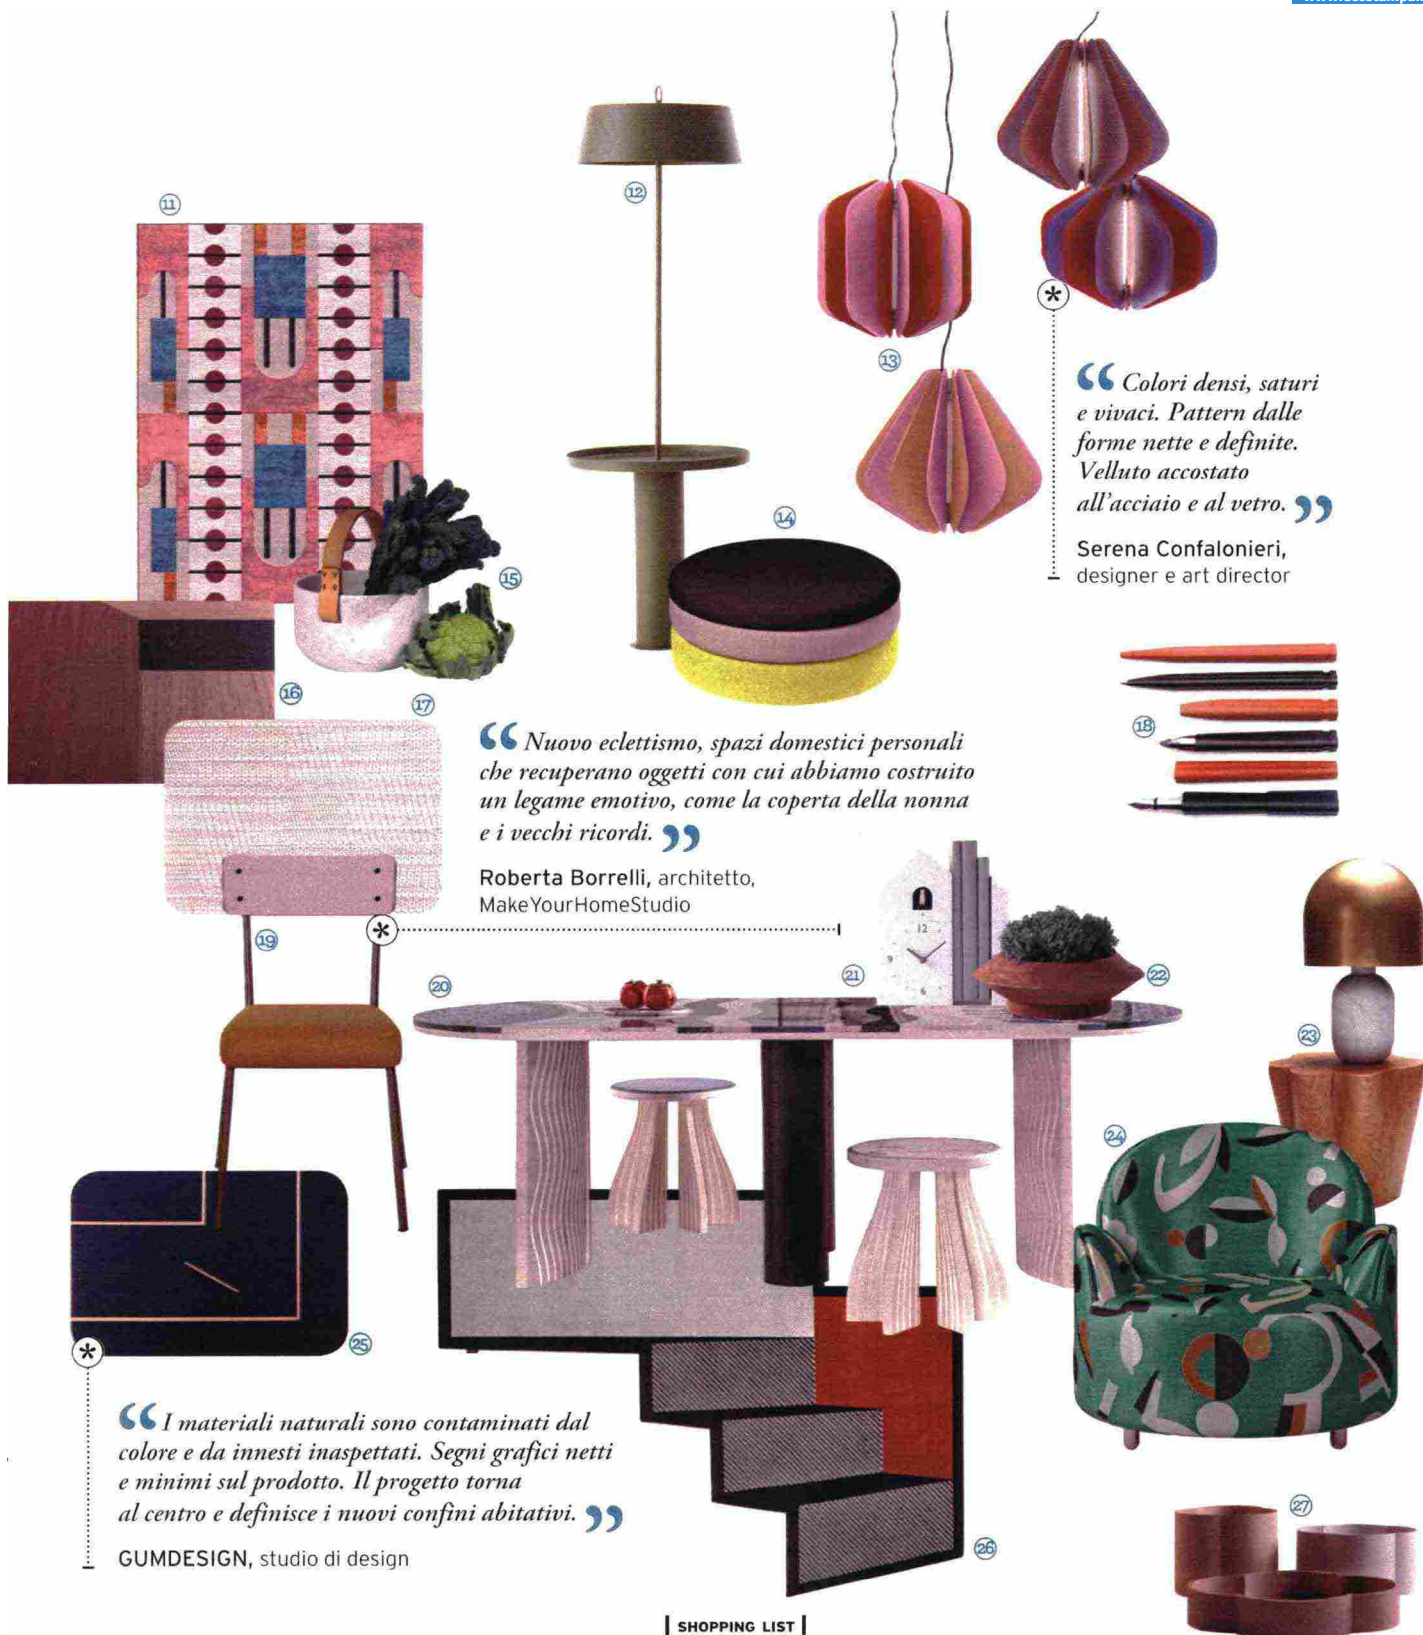 11
12
13
“ Colori densi, saturi
e vivaci. Pattern dalle
forme nette e definite.
Velluto accostato
all'acciaio e al vetro. ”
Serena Confalonieri,
designer e art director
14
15
16
17
18
“ Nuovo eclettismo, spazi domestici personali
che recuperano oggetti con cui abbiamo costruito
un legame emotivo, come la coperta della nonna
e i vecchi ricordi. ”
Roberta Borrelli, architetto,
MakeYourHomeStudio
19
20
21
12
9
6
22
23
24
25
“ I materiali naturali sono contaminati dal
colore e da innesti inaspettati. Segni grafici netti
e minimi sul prodotto. Il progetto torna
al centro e definisce i nuovi confini abitativi. ”
GUMDESIGN, studio di design
26
27
| SHOPPING LIST |